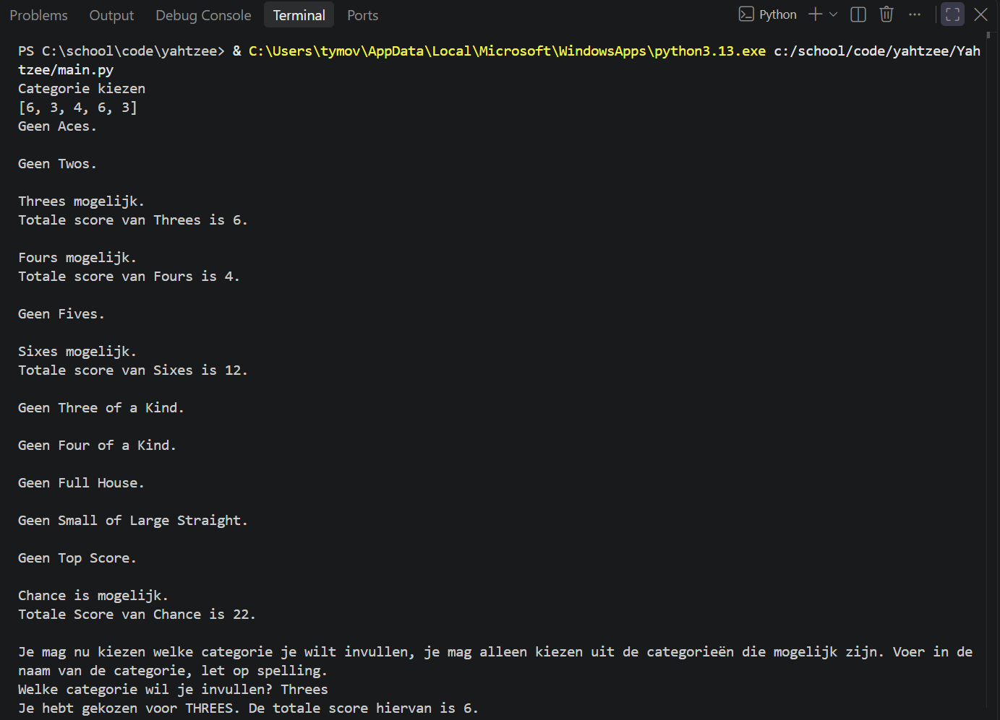 Problems Output Debug Console Terminal Ports Python
PS C:\school\code\yahtzee> & C:\Users\tymov\AppData\Local\Microsoft\WindowsApps\python3.13.exe c:/school/code/yahtzee/Yah
tzee/main.py
Categorie kiezen
[6, 3, 4, 6, 3]
Geen Aces.
Geen Twos.
Threes mogelijk.
Totale score van Threes is 6.
Fours mogelijk.
Totale score van Fours is 4.
Geen Fives.
Sixes mogelijk.
Totale score van Sixes is 12.
Geen Three of a Kind.
Geen Four of a Kind.
Geen Full House.
Geen Small of Large Straight.
Geen Top Score.
Chance is mogelijk.
Totale Score van Chance is 22.
Je mag nu kiezen welke categorie je wilt invullen, je mag alleen kiezen uit de categorieën die mogelijk zijn. Voer in de
naam van de categorie, let op spelling.
Welke categorie wil je invullen? Threes
Je hebt gekozen voor THREES. De totale score hiervan is 6.